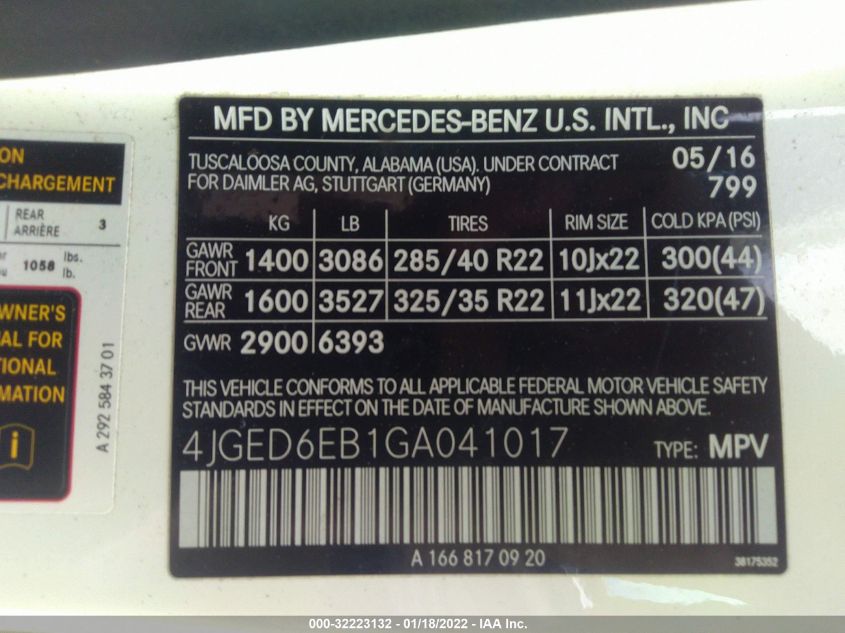 ON
CHARGEMENT
REAR
ARRIÈRE 3
1058 lbs.
lb.
WNER'S
AL FOR
TIONAL
MATION
i
A 292 584 37 01
MFD BY MERCEDES-BENZ U.S. INTL., INC
TUSCALOOSA COUNTY, ALABAMA (USA). UNDER CONTRACT 05/16
FOR DAIMLER AG, STUTTGART (GERMANY) 799
KG LB TIRES RIM SIZE COLD KPA (PSI)
GAWR FRONT 1400 3086 285/40 R22 10Jx22 300(44)
GAWR REAR 1600 3527 325/35 R22 11Jx22 320(47)
GVWR 2900 6393
THIS VEHICLE CONFORMS TO ALL APPLICABLE FEDERAL MOTOR VEHICLE SAFETY
STANDARDS IN EFFECT ON THE DATE OF MANUFACTURE SHOWN ABOVE.
4JGED6EB1GA041017 TYPE: MPV
A 166 817 09 20
38175352
000-32223132 - 01/18/2022 - IAA Inc.